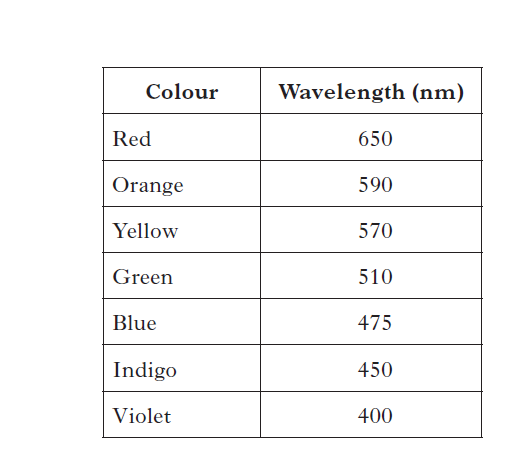 Colour Wavelength (nm)
Red 650
Orange 590
Yellow 570
Green 510
Blue 475
Indigo 450
Violet 400